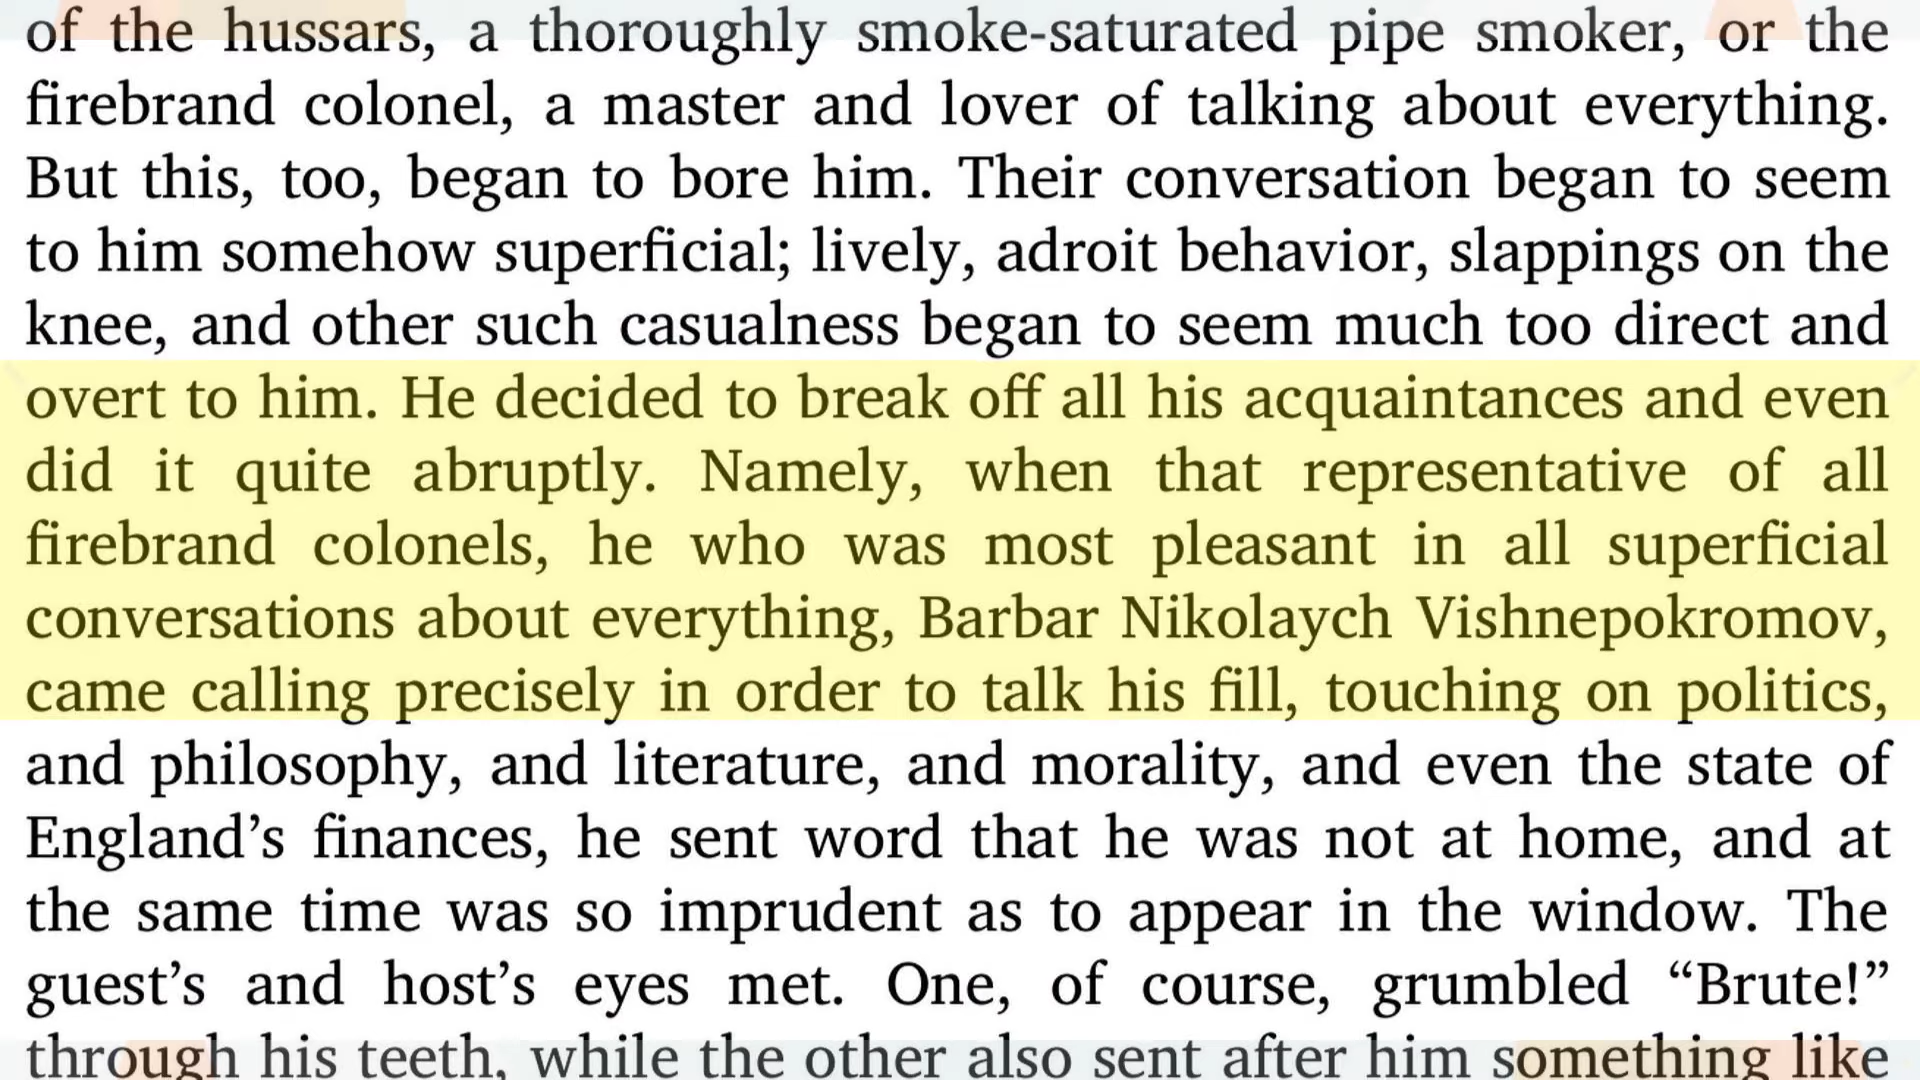 of the hussars, a thoroughly smoke-saturated pipe smoker, or the
firebrand colonel, a master and lover of talking about everything.
But this, too, began to bore him. Their conversation began to seem
to him somehow superficial; lively, adroit behavior, slappings on the
knee, and other such casualness began to seem much too direct and
overt to him. He decided to break off all his acquaintances and even
did it quite abruptly. Namely, when that representative of all
firebrand colonels, he who was most pleasant in all superficial
conversations about everything, Barbar Nikolaych Vishnepokromov,
came calling precisely in order to talk his fill, touching on politics,
and philosophy, and literature, and morality, and even the state of
England’s finances, he sent word that he was not at home, and at
the same time was so imprudent as to appear in the window. The
guest’s and host’s eyes met. One, of course, grumbled “Brute!”
through his teeth, while the other also sent after him something like